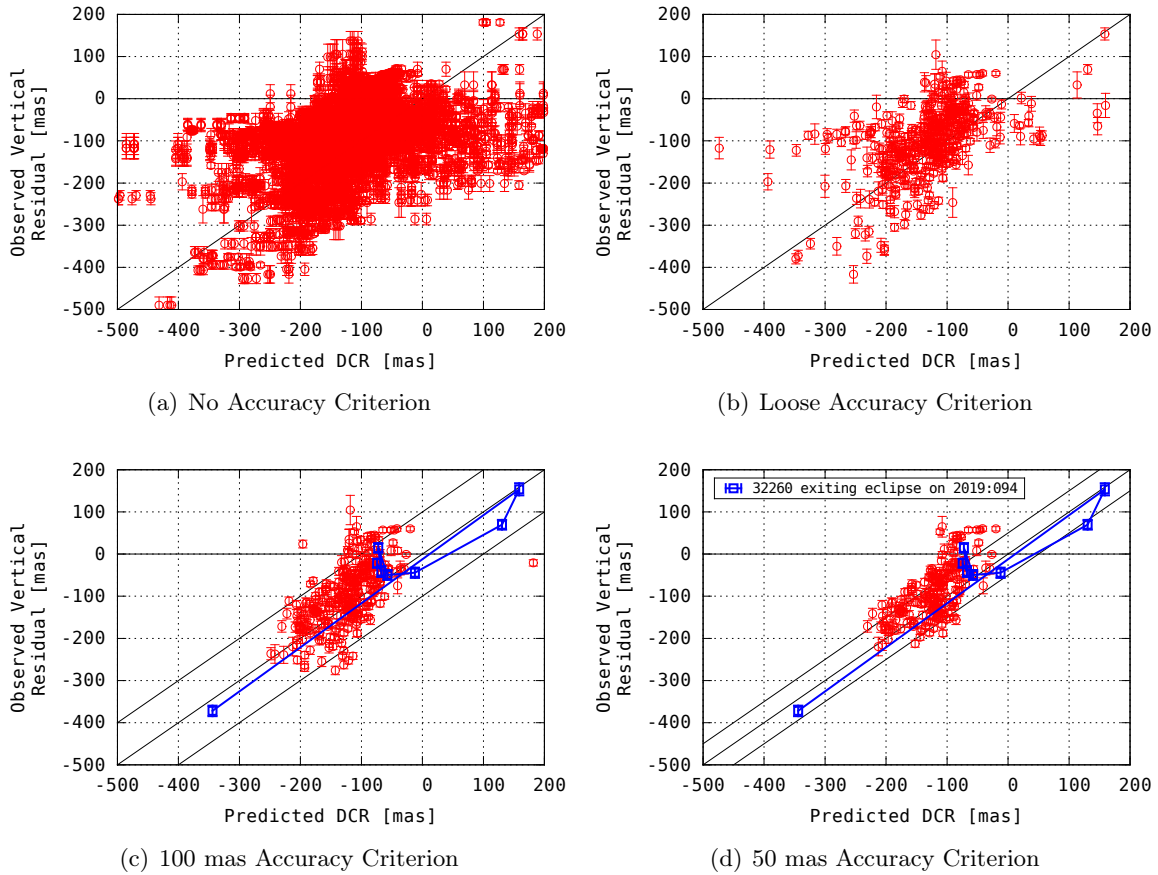 200
100
0
-100
-200
-300
-400
-500
-500 -400 -300 -200 -100 0 100 200
Observed Vertical
Residual [mas]
Predicted DCR [mas]
(a) No Accuracy Criterion
200
100
0
-100
-200
-300
-400
-500
-500 -400 -300 -200 -100 0 100 200
Observed Vertical
Residual [mas]
Predicted DCR [mas]
(b) Loose Accuracy Criterion
200
100
0
-100
-200
-300
-400
-500
-500 -400 -300 -200 -100 0 100 200
Observed Vertical
Residual [mas]
Predicted DCR [mas]
(c) 100 mas Accuracy Criterion
32260 exiting eclipse on 2019:094
200
100
0
-100
-200
-300
-400
-500
-500 -400 -300 -200 -100 0 100 200
Observed Vertical
Residual [mas]
Predicted DCR [mas]
(d) 50 mas Accuracy Criterion